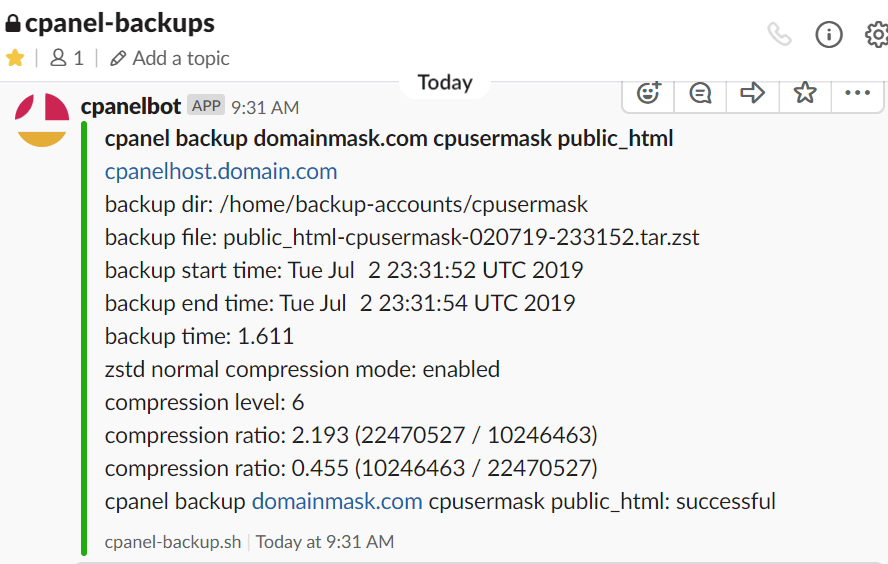 cpanel-backups
1 | Add a topic
Today
cpanelbot APP 9:31 AM
cpanel backup domainmask.com cpusermask public_html
cpanelhost.domain.com
backup dir: /home/backup-accounts/cpusermask
backup file: public_html-cpusermask-020719-233152.tar.zst
backup start time: Tue Jul  2 23:31:52 UTC 2019
backup end time: Tue Jul  2 23:31:54 UTC 2019
backup time: 1.611
zstd normal compression mode: enabled
compression level: 6
compression ratio: 2.193 (22470527 / 10246463)
compression ratio: 0.455 (10246463 / 22470527)
cpanel backup domainmask.com cpusermask public_html: successful
cpanel-backup.sh | Today at 9:31 AM